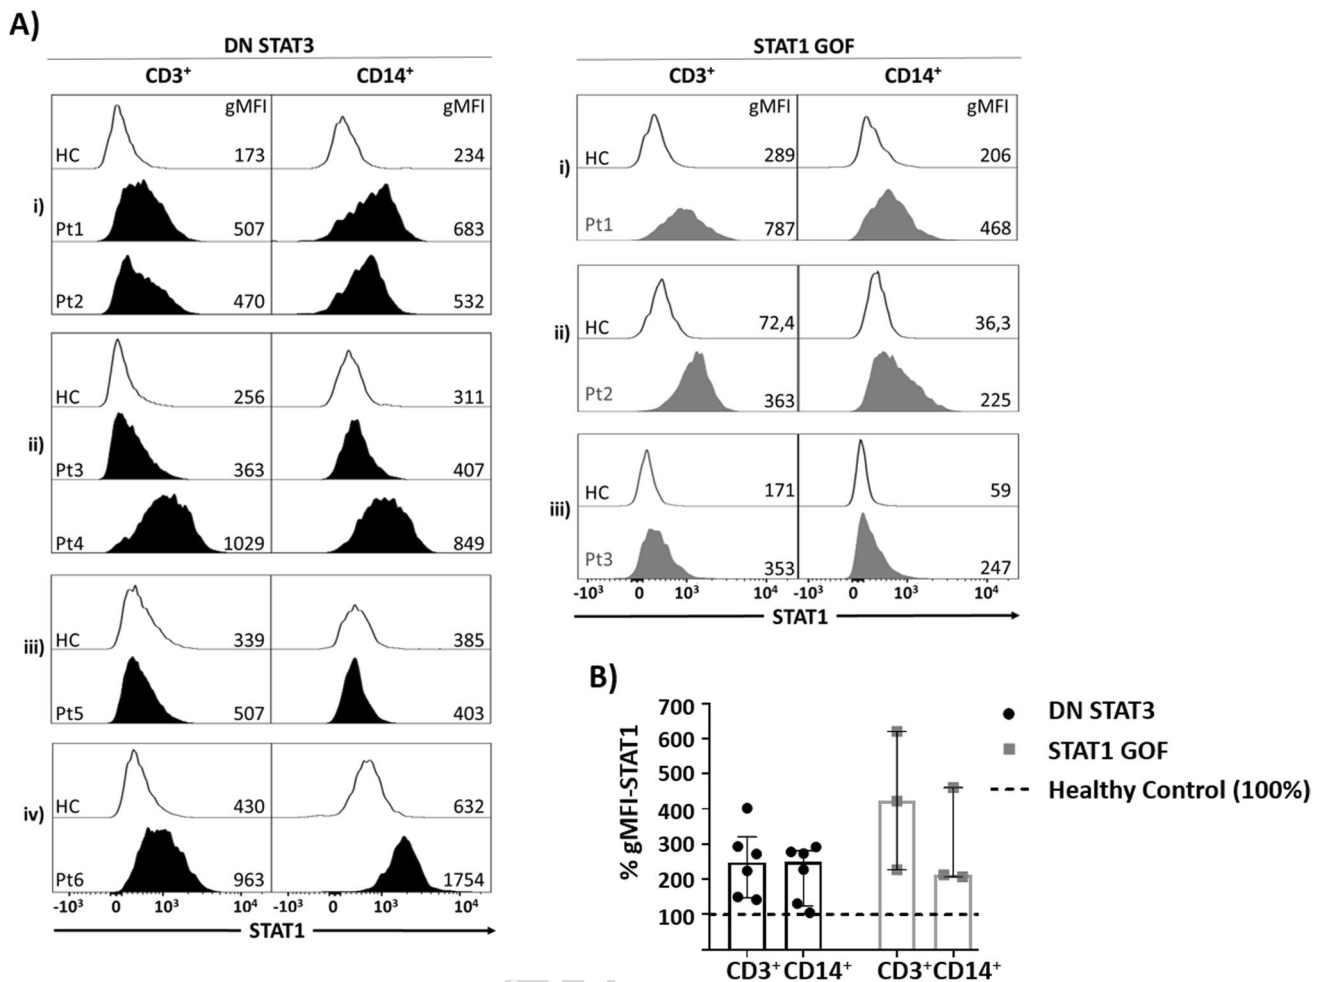 A)
DN STAT3
CD3⁺ CD14⁺
gMFI gMFI
i)
HC 173 234
Pt1 507 683
Pt2 470 532
ii)
HC 256 311
Pt3 363 407
Pt4 1029 849
iii)
HC 339 385
Pt5 507 403
iv)
HC 430 632
Pt6 963 1754
-10³ 0 10³ 10⁴ -10³ 0 10³ 10⁴
STAT1
STAT1 GOF
CD3⁺ CD14⁺
gMFI gMFI
i)
HC 289 206
Pt1 787 468
ii)
HC 72,4 36,3
Pt2 363 225
iii)
HC 171 59
Pt3 353 247
-10³ 0 10³ 10⁴ -10³ 0 10³ 10⁴
STAT1
B)
% gMFI-STAT1
700
600
500
400
300
200
100
CD3⁺ CD14⁺ CD3⁺ CD14⁺
DN STAT3
STAT1 GOF
Healthy Control (100%)